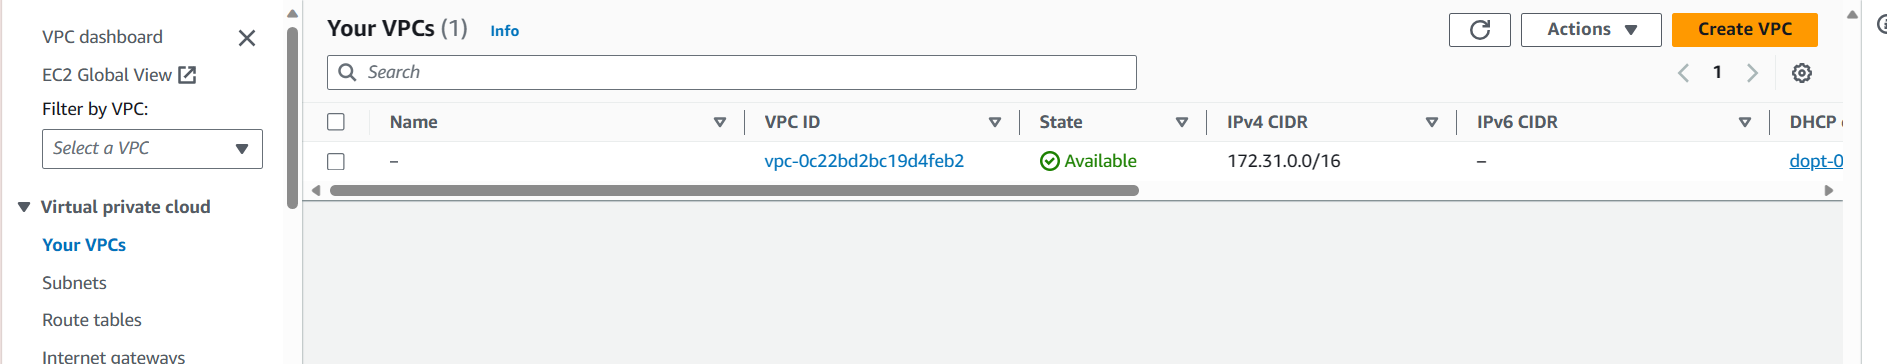 VPC dashboard
EC2 Global View
Filter by VPC:
Select a VPC
Virtual private cloud
Your VPCs
Subnets
Route tables
Internet gateways
Your VPCs (1) Info
Actions
Create VPC
Search
1
Name VPC ID State IPv4 CIDR IPv6 CIDR DHCP
– vpc-0c22bd2bc19d4feb2 Available 172.31.0.0/16 – dopt-0